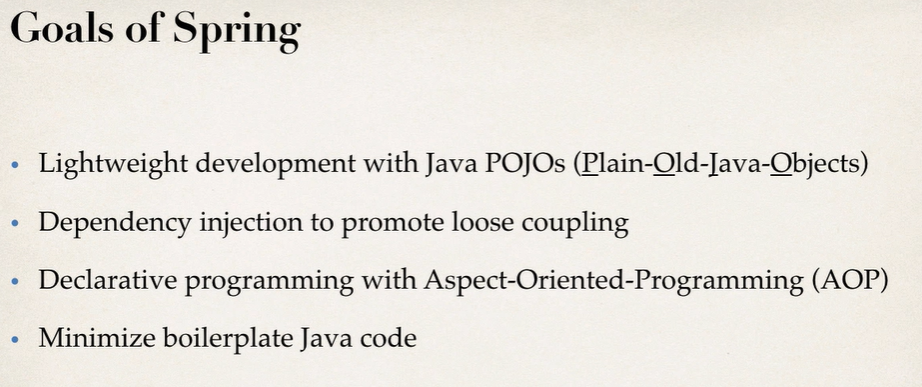 Goals of Spring
• Lightweight development with Java POJOs (Plain-Old-Java-Objects)
• Dependency injection to promote loose coupling
• Declarative programming with Aspect-Oriented-Programming (AOP)
• Minimize boilerplate Java code